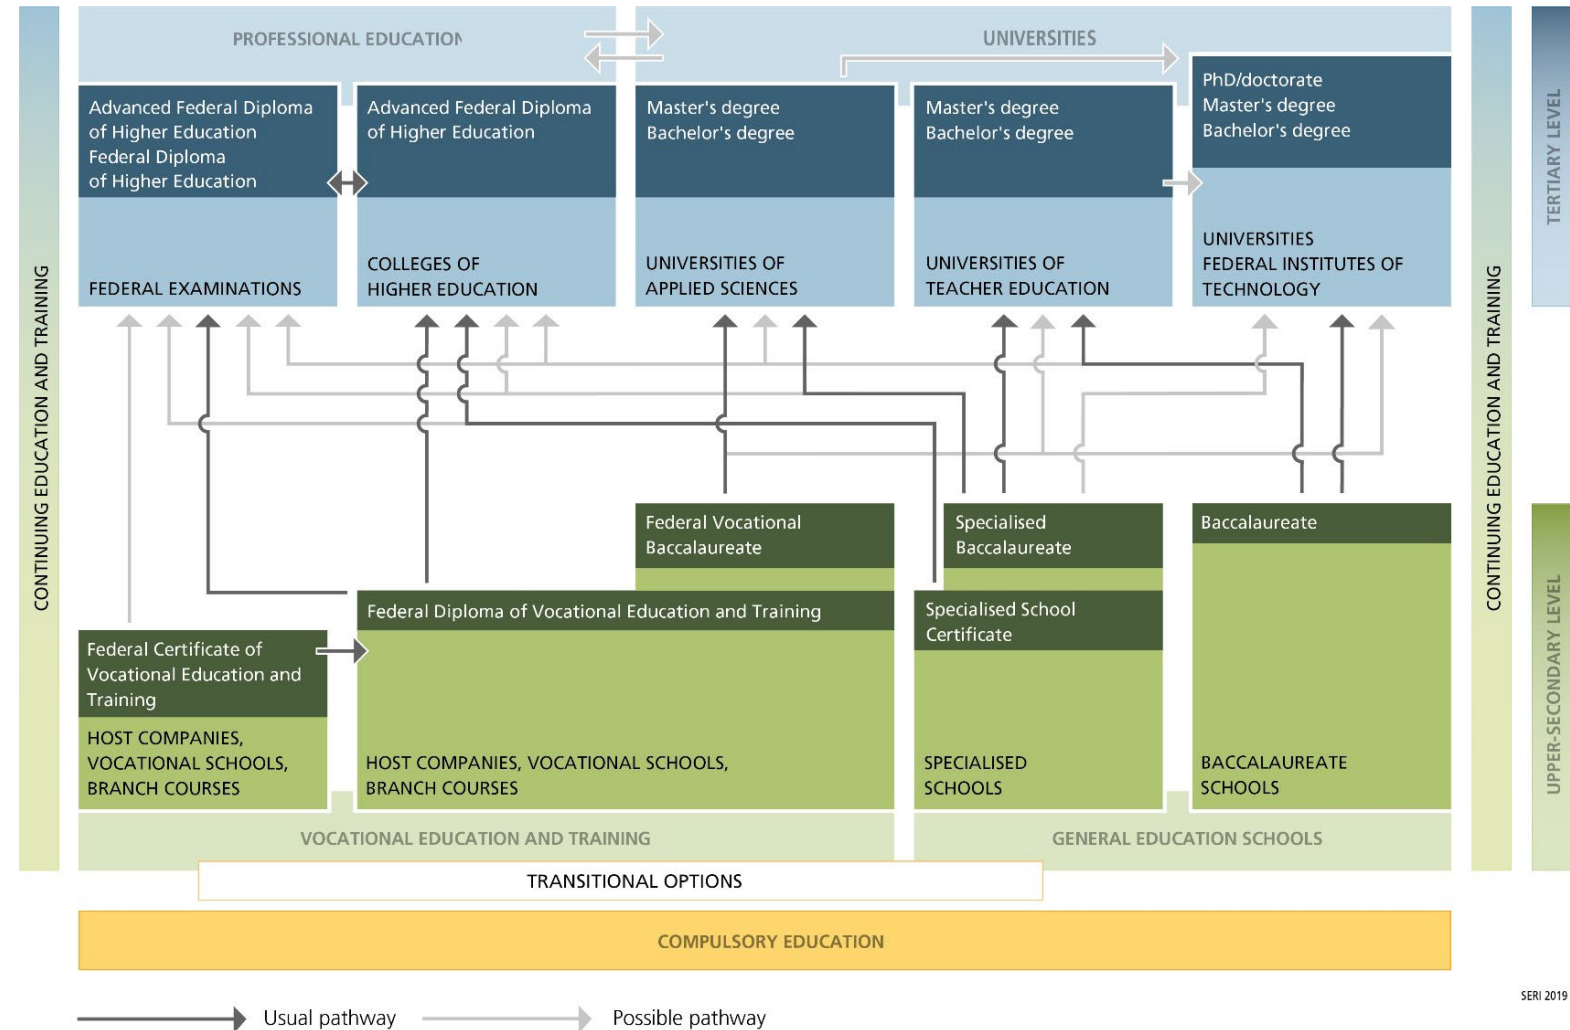 PROFESSIONAL EDUCATION
UNIVERSITIES
Advanced Federal Diploma
of Higher Education
Federal Diploma
of Higher Education
FEDERAL EXAMINATIONS
Advanced Federal Diploma
of Higher Education
COLLEGES OF
HIGHER EDUCATION
Master's degree
Bachelor's degree
UNIVERSITIES OF
APPLIED SCIENCES
Master's degree
Bachelor's degree
UNIVERSITIES OF
TEACHER EDUCATION
PhD/doctorate
Master's degree
Bachelor's degree
UNIVERSITIES
FEDERAL INSTITUTES OF
TECHNOLOGY
CONTINUING EDUCATION AND TRAINING
CONTINUING EDUCATION AND TRAINING
TERTIARY LEVEL
UPPER-SECONDARY LEVEL
Federal Vocational
Baccalaureate
Specialised
Baccalaureate
Baccalaureate
Federal Diploma of Vocational Education and Training
Specialised School
Certificate
Federal Certificate of
Vocational Education and
Training
HOST COMPANIES,
VOCATIONAL SCHOOLS,
BRANCH COURSES
HOST COMPANIES, VOCATIONAL SCHOOLS,
BRANCH COURSES
SPECIALISED
SCHOOLS
BACCALAUREATE
SCHOOLS
VOCATIONAL EDUCATION AND TRAINING
GENERAL EDUCATION SCHOOLS
TRANSITIONAL OPTIONS
COMPULSORY EDUCATION
SERI 2019
Usual pathway
Possible pathway